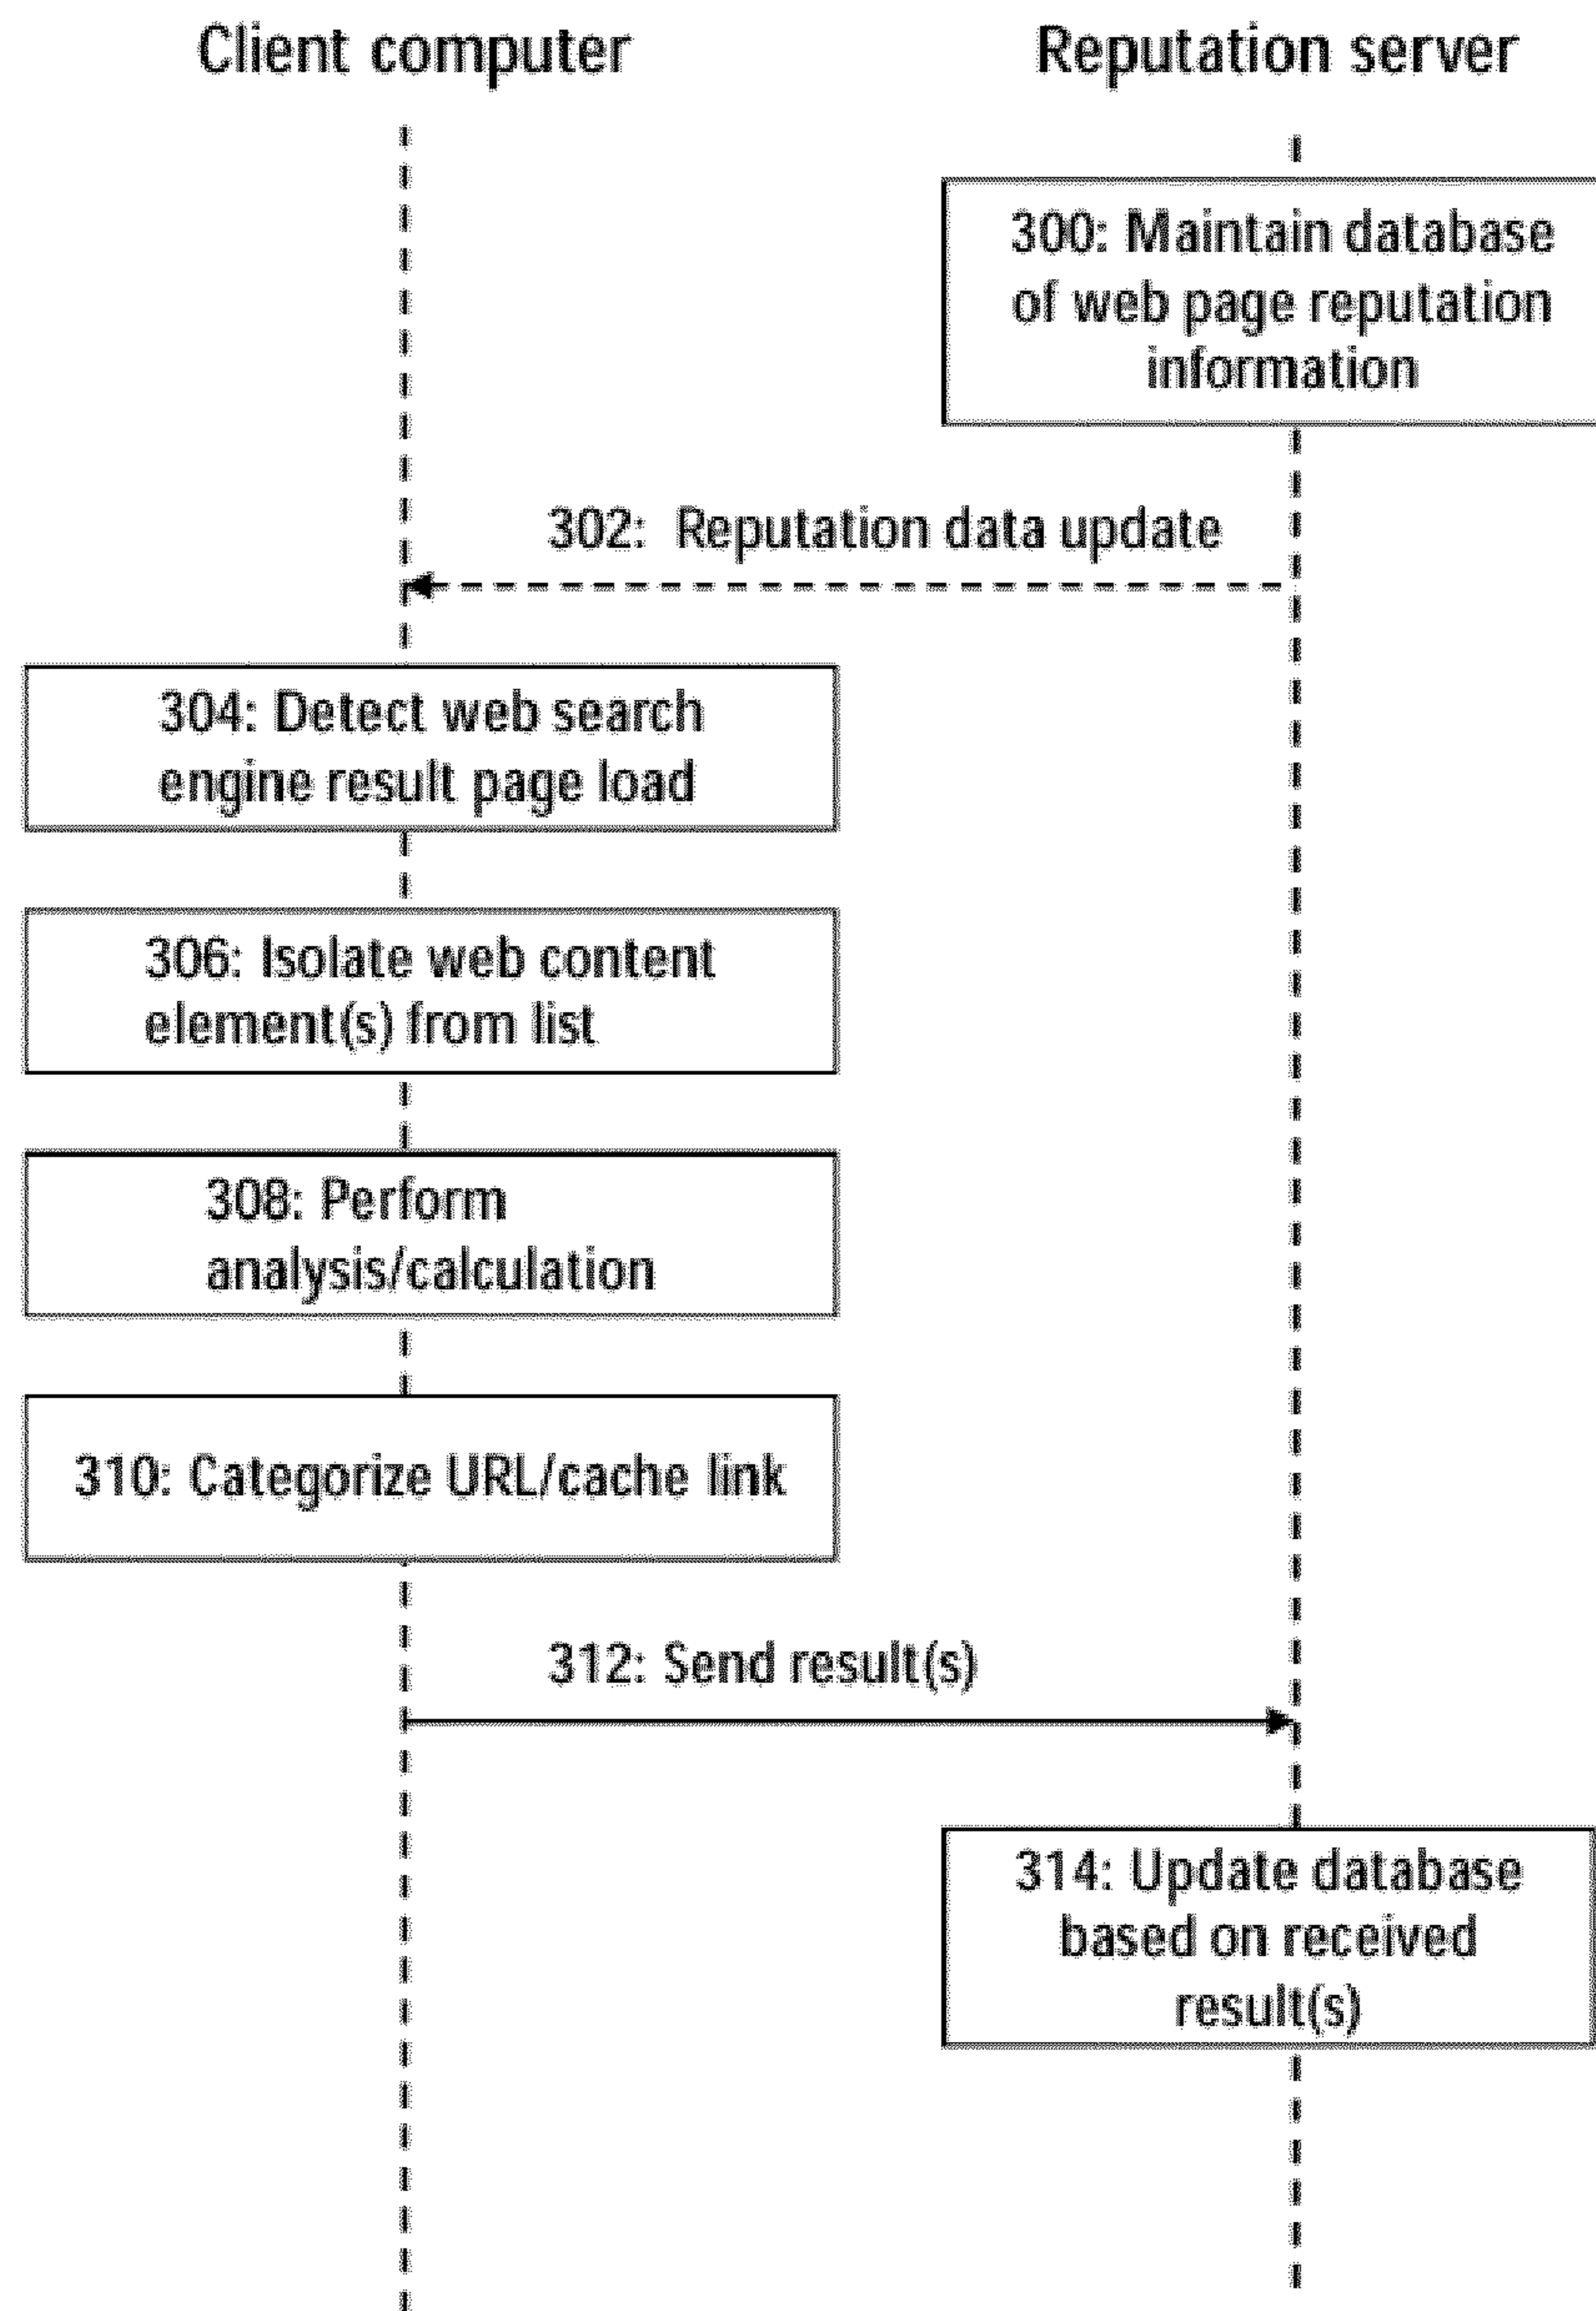 Client computer
Reputation server
300: Maintain database
of web page reputation
information
302: Reputation data update
304: Detect web search
engine result page load
306: Isolate web content
element(s) from list
308: Perform
analysis/calculation
310: Categorize URL/cache link
312: Send result(s)
314: Update database
based on received
result(s)